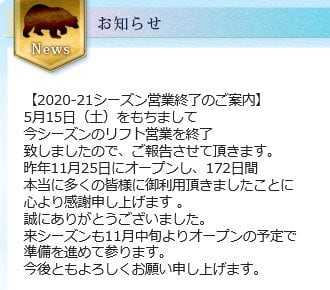 お知らせ
News
【2020-21シーズン営業終了のご案内】
5月15日（土）をもちまして
今シーズンのリフト営業を終了
致しましたので、ご報告させて頂きます。
昨年11月25日にオープンし、172日間
本当に多くの皆様に御利用頂きましたことに
心より感謝申し上げます 。
誠にありがとうございました。
来シーズンも11月中旬よりオープンの予定で
準備を進めて参ります。
今後ともよろしくお願い申し上げます。